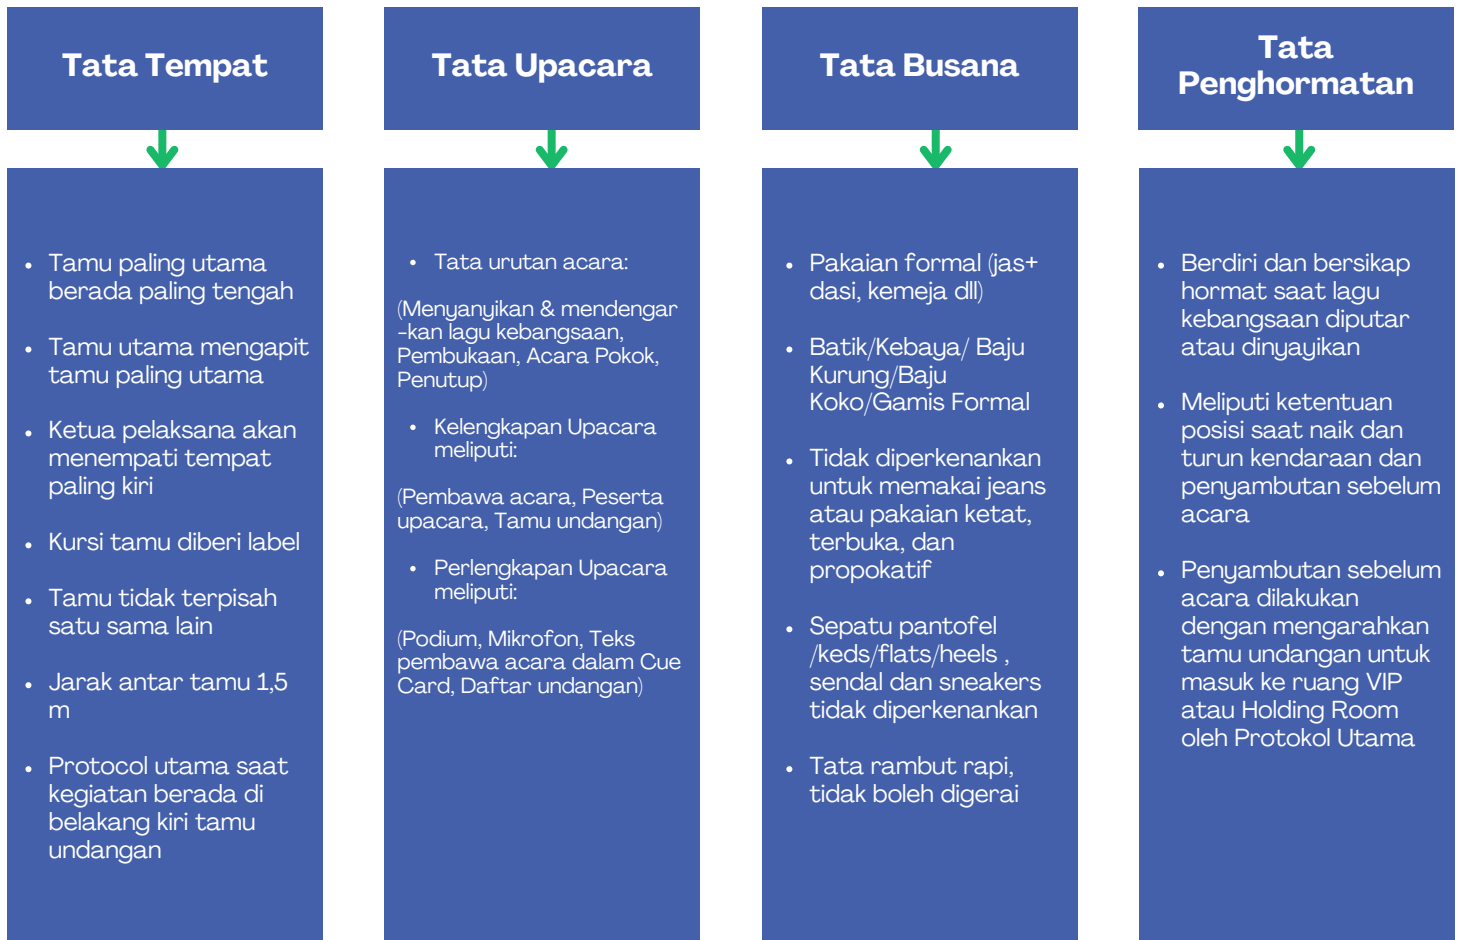 Tata Tempat
• Tamu paling utama
berada paling tengah
• Tamu utama mengapit
tamu paling utama
• Ketua pelaksana akan
menempati tempat
paling kiri
• Kursi tamu diberi label
• Tamu tidak terpisah
satu sama lain
• Jarak antar tamu 1,5
m
• Protocol utama saat
kegiatan berada di
belakang kiri tamu
undangan
Tata Upacara
• Tata urutan acara:
(Menyanyikan & mendengar
-kan lagu kebangsaan,
Pembukaan, Acara Pokok,
Penutup)
• Kelengkapan Upacara
meliputi:
(Pembawa acara, Peserta
upacara, Tamu undangan)
• Perlengkapan Upacara
meliputi:
(Podium, Mikrofon, Teks
pembawa acara dalam Cue
Card, Daftar undangan)
Tata Busana
• Pakaian formal (jas+
dasi, kemeja dll)
• Batik/Kebaya/ Baju
Kurung/Baju
Koko/Gamis Formal
• Tidak diperkenankan
untuk memakai jeans
atau pakaian ketat,
terbuka, dan
propokatif
• Sepatu pantofel
/keds/flats/heels ,
sendal dan sneakers
tidak diperkenankan
• Tata rambut rapi,
tidak boleh digerai
Tata
Penghormatan
• Berdiri dan bersikap
hormat saat lagu
kebangsaan diputar
atau dinyayikan
• Meliputi ketentuan
posisi saat naik dan
turun kendaraan dan
penyambutan sebelum
acara
• Penyambutan sebelum
acara dilakukan
dengan mengarahkan
tamu undangan untuk
masuk ke ruang VIP
atau Holding Room
oleh Protokol Utama